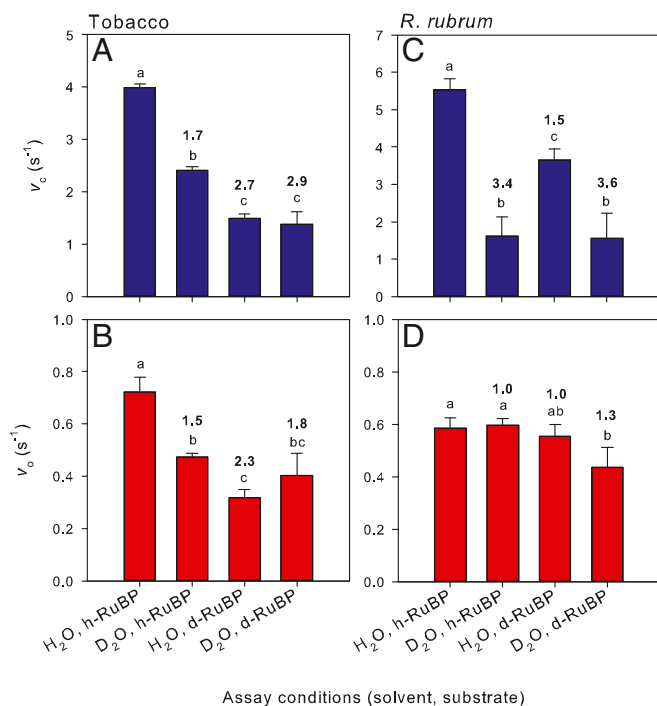 Tobacco
R. rubrum
A
5
4
3
2
1
0
v_c (s⁻¹)
a
1.7
b
2.7
c
2.9
c
C
7
6
5
4
3
2
1
0
a
3.4
b
1.5
c
3.6
b
B
1.0
0.8
0.6
0.4
0.2
0.0
v_o (s⁻¹)
a
1.5
b
2.3
c
1.8
bc
D
1.0
0.8
0.6
0.4
0.2
0.0
a
1.0
a
1.0
ab
1.3
b
H₂O, h-RuBP
D₂O, h-RuBP
H₂O, d-RuBP
D₂O, d-RuBP
H₂O, h-RuBP
D₂O, h-RuBP
H₂O, d-RuBP
D₂O, d-RuBP
Assay conditions (solvent, substrate)